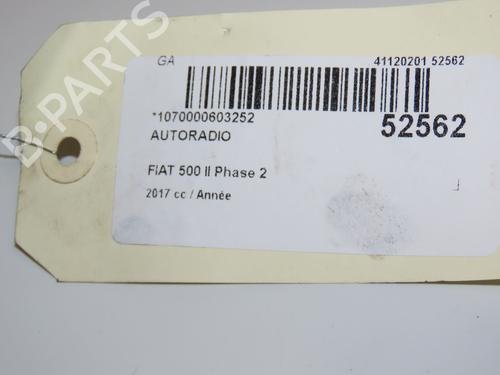 GA 41120201 52562
*1070000603252 52562
AUTORADIO
FIAT 500 II Phase 2
2017 cc / Année
B-PARTS